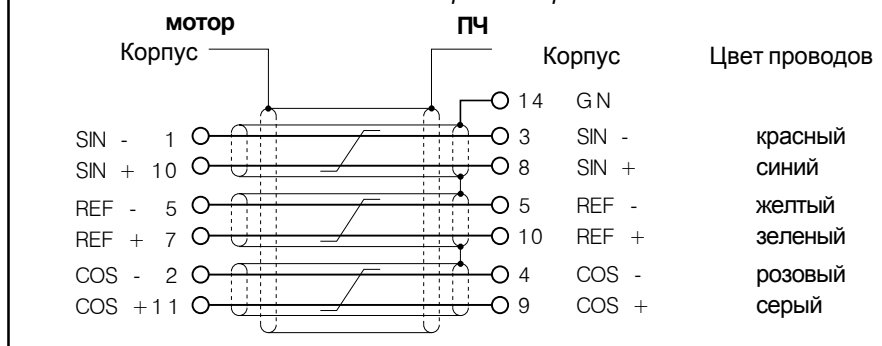 мотор ПЧ
Корпус Корпус Цвет проводов
14 GN
SIN - 1 3 SIN - красный
SIN + 10 8 SIN + синий
REF - 5 5 REF - желтый
REF + 7 10 REF + зеленый
COS - 2 4 COS - розовый
COS +11 9 COS + серый